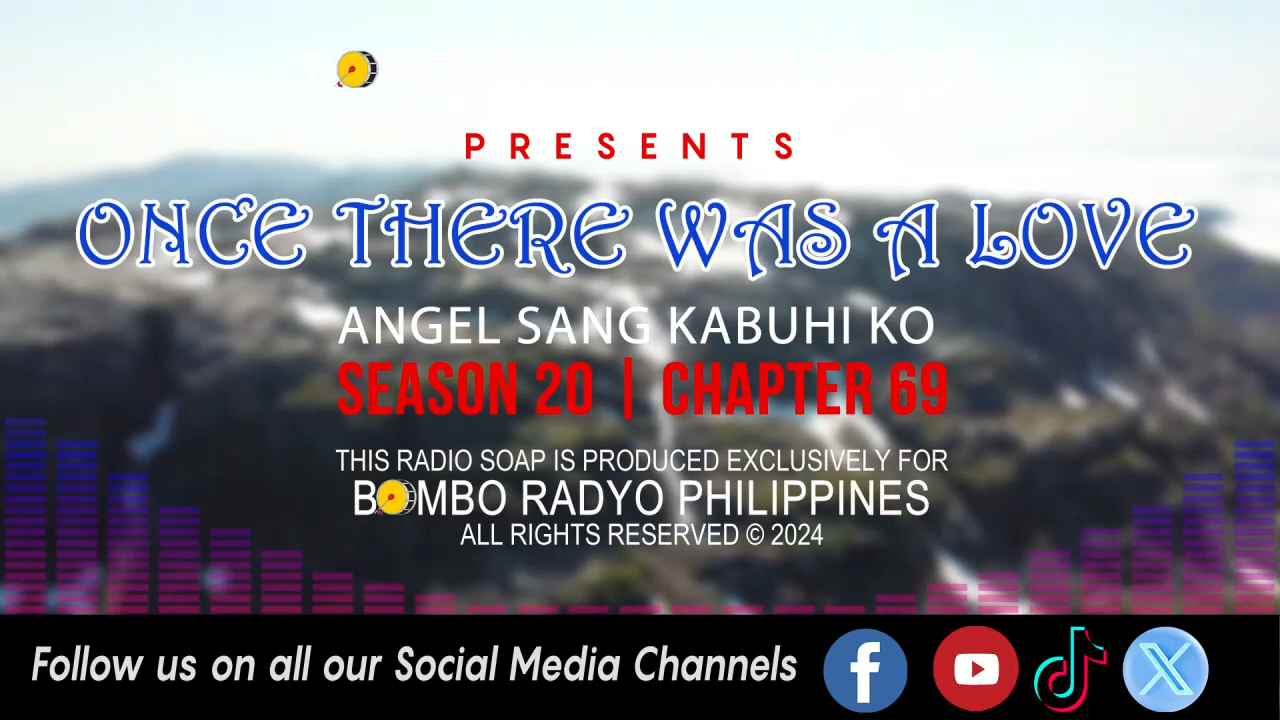 PRESENTS
ONCE THERE WAS A LOVE
ANGEL SANG KABUHI KO
SEASON 20 | CHAPTER 69
THIS RADIO SOAP IS PRODUCED EXCLUSIVELY FOR
BOMBO RADYO PHILIPPINES
ALL RIGHTS RESERVED © 2024
Follow us on all our Social Media Channels